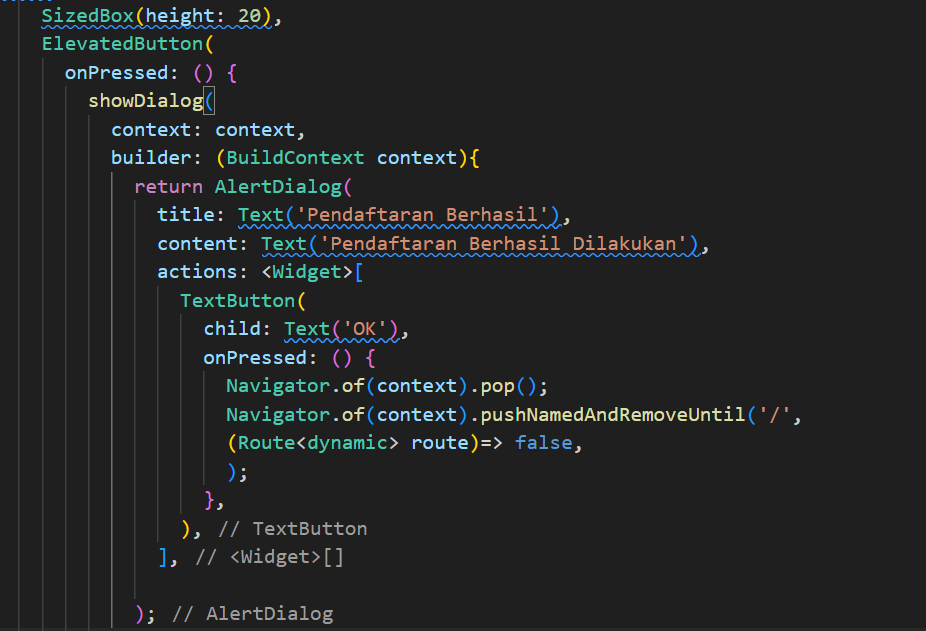 SizedBox(height: 20),
ElevatedButton(
onPressed: () {
showDialog(
context: context,
builder: (BuildContext context){
return AlertDialog(
title: Text('Pendaftaran Berhasil'),
content: Text('Pendaftaran Berhasil Dilakukan'),
actions: <Widget>[
TextButton(
child: Text('OK'),
onPressed: () {
Navigator.of(context).pop();
Navigator.of(context).pushNamedAndRemoveUntil('/',
(Route<dynamic> route)=> false,
);
},
), // TextButton
], // <Widget>[]
); // AlertDialog